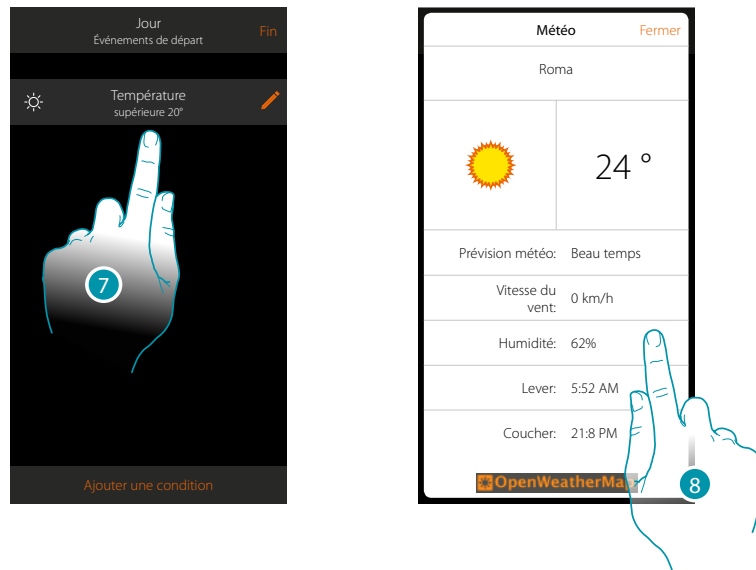 Jour
Événements de départ
Fin
Température
supérieure 20°
7
Ajouter une condition
Météo
Fermer
Roma
24 °
Prévision météo: Beau temps
Vitesse du
vent: 0 km/h
Humidité: 62%
Lever: 5:52 AM
Coucher: 21:8 PM
OpenWeatherMap
8